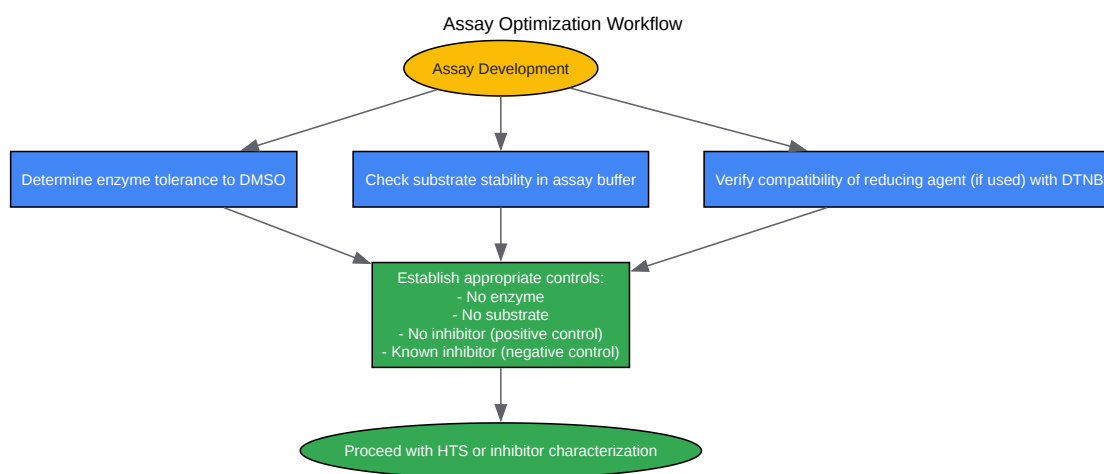 Assay Optimization Workflow
Assay Development
Determine enzyme tolerance to DMSO
Check substrate stability in assay buffer
Verify compatibility of reducing agent (if used) with DTNB
Establish appropriate controls:
- No enzyme
- No substrate
- No inhibitor (positive control)
- Known inhibitor (negative control)
Proceed with HTS or inhibitor characterization